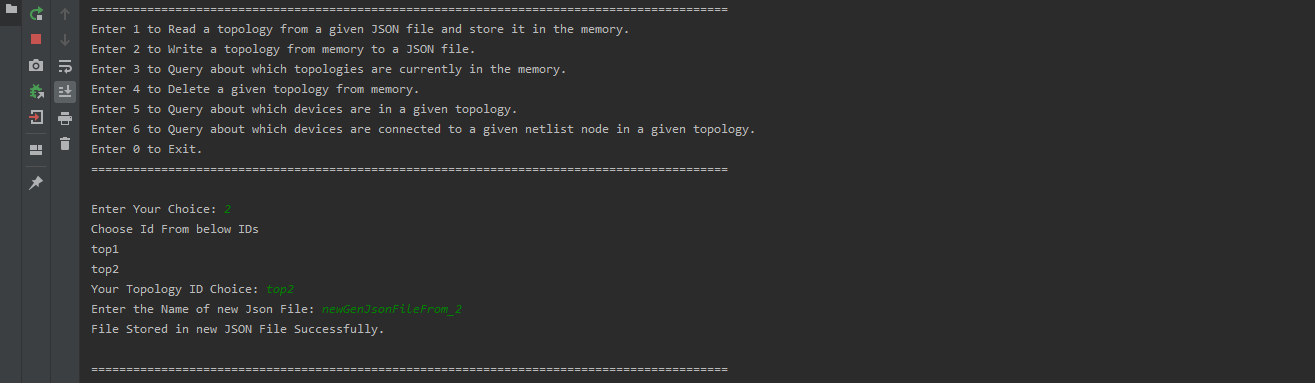 ===========================================================================================
Enter 1 to Read a topology from a given JSON file and store it in the memory.
Enter 2 to Write a topology from memory to a JSON file.
Enter 3 to Query about which topologies are currently in the memory.
Enter 4 to Delete a given topology from memory.
Enter 5 to Query about which devices are in a given topology.
Enter 6 to Query about which devices are connected to a given netlist node in a given topology.
Enter 0 to Exit.
===========================================================================================
Enter Your Choice: 2
Choose Id From below IDs
top1
top2
Your Topology ID Choice: top2
Enter the Name of new Json File: newGenJsonFileFrom_2
File Stored in new JSON File Successfully.
===========================================================================================